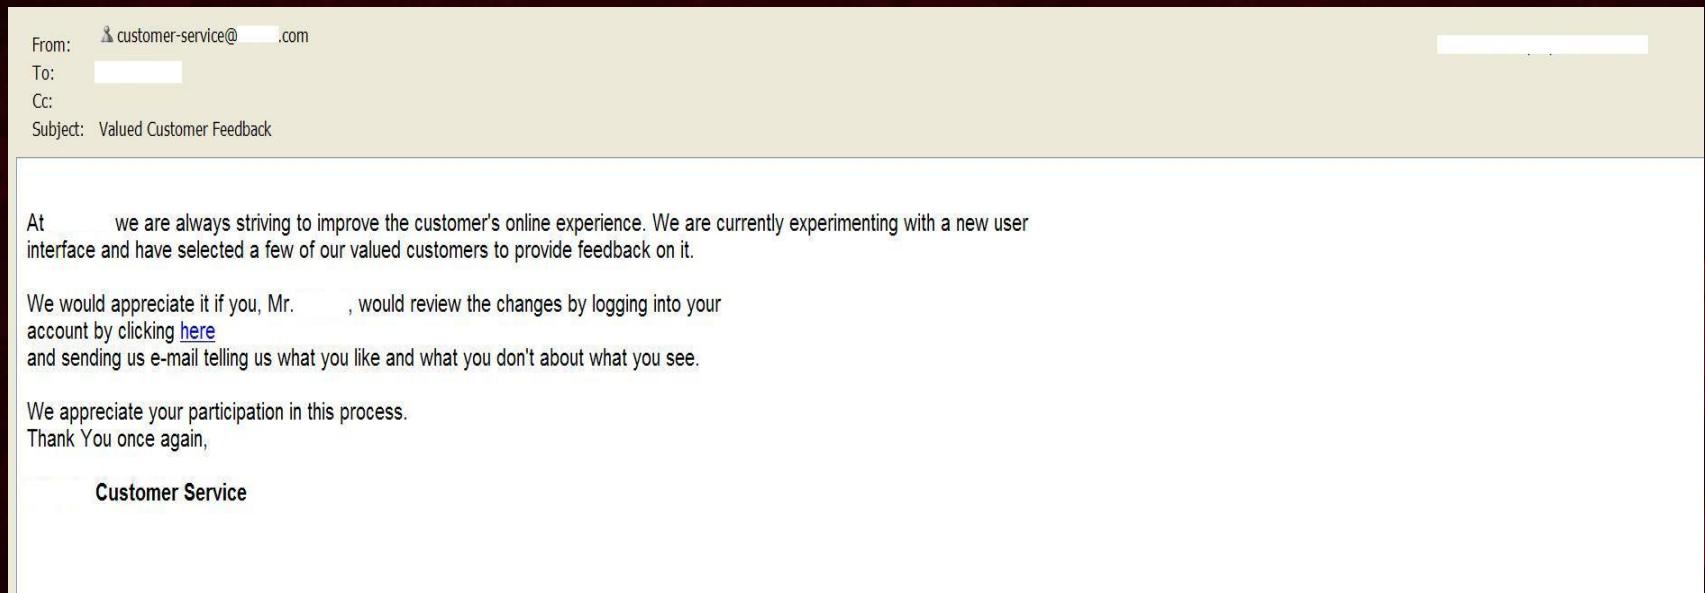 From: customer-service@ .com
To:
Cc:
Subject: Valued Customer Feedback
At we are always striving to improve the customer's online experience. We are currently experimenting with a new user
interface and have selected a few of our valued customers to provide feedback on it.
We would appreciate it if you, Mr. , would review the changes by logging into your
account by clicking here
and sending us e-mail telling us what you like and what you don't about what you see.
We appreciate your participation in this process.
Thank You once again,
Customer Service